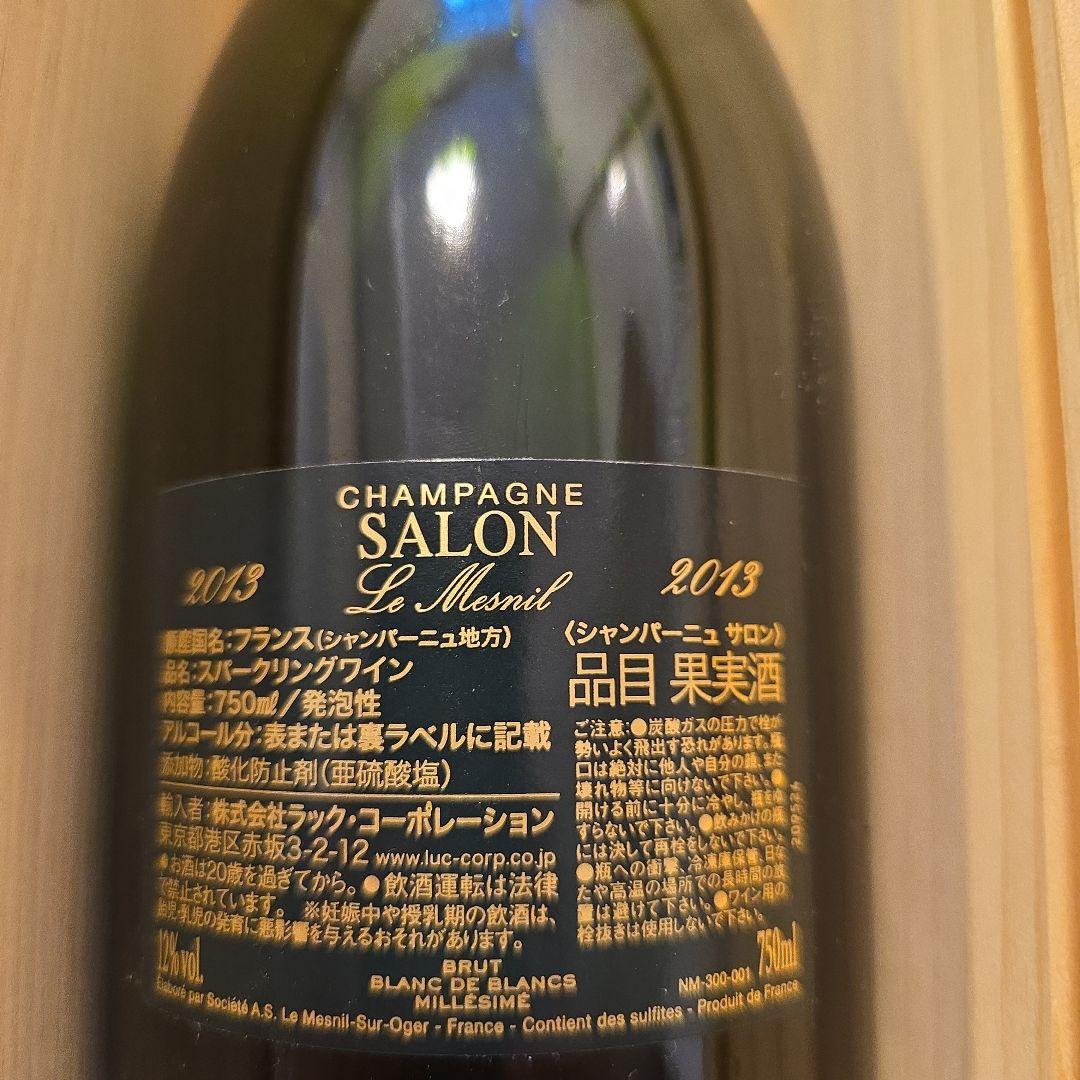 CHAMPAGNE
SALON
Le Mesnil
2013
2013
原産国名:フランス(シャンパーニュ地方)
品名:スパークリングワイン
内容量:750ml/発泡性
アルコール分:表または裏ラベルに記載
添加物:酸化防止剤(亜硫酸塩)
輸入者:株式会社ラック・コーポレーション
東京都港区赤坂3-2-12 www.luc-corp.co.jp
●お酒は20歳を過ぎてから。●飲酒運転は法律
で禁止されています。 ※妊娠中や授乳期の飲酒は、
胎児・乳児の発育に悪影響を与えるおそれがあります。
〈シャンパーニュ サロン〉
品目 果実酒
ご注意:●炭酸ガスの圧力で栓が
勢いよく飛出す恐れがあります。瓶
口は絶対に他人や自分の顔、また
壊れ物等に向けないで下さい。●
開ける前に十分に冷やし、瓶をゆ
すらないで下さい。●飲みかけの瓶
には決して再栓をしないで下さい。
●瓶への衝撃、冷凍庫保管、日な
たや高温の場所での長時間の放
置は避けて下さい。●ワイン用の
栓抜きは使用しないで下さい。
12% vol.
BRUT
BLANC DE BLANCS
MILLÉSIMÉ
NM-300-001
750ml
Élaboré par Société A.S. Le Mesnil-Sur-Oger - France - Contient des sulfites - Produit de France